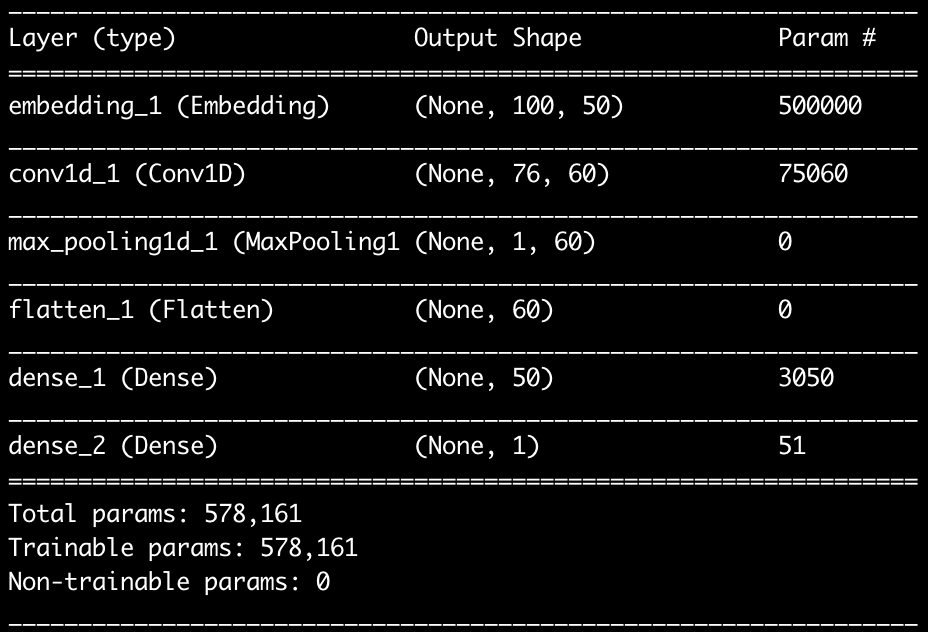 _________________________________________________________________
Layer (type)                 Output Shape              Param #
=================================================================
embedding_1 (Embedding)      (None, 100, 50)           500000
_________________________________________________________________
conv1d_1 (Conv1D)            (None, 76, 60)            75060
_________________________________________________________________
max_pooling1d_1 (MaxPooling1 (None, 1, 60)             0
_________________________________________________________________
flatten_1 (Flatten)          (None, 60)                0
_________________________________________________________________
dense_1 (Dense)              (None, 50)                3050
_________________________________________________________________
dense_2 (Dense)              (None, 1)                 51
=================================================================
Total params: 578,161
Trainable params: 578,161
Non-trainable params: 0
_________________________________________________________________